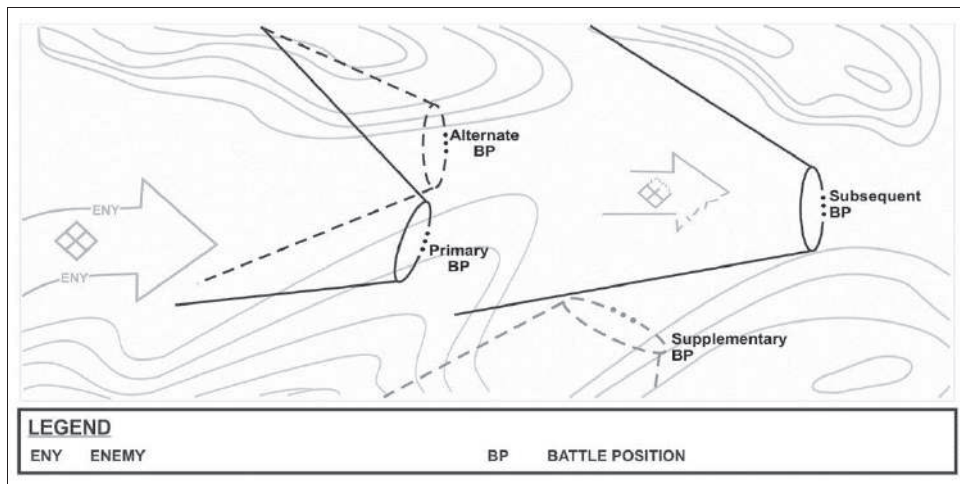 Alternate
BP
ENY
Subsequent
BP
Primary
BP
ENY
Supplementary
BP
LEGEND
ENY ENEMY BP BATTLE POSITION